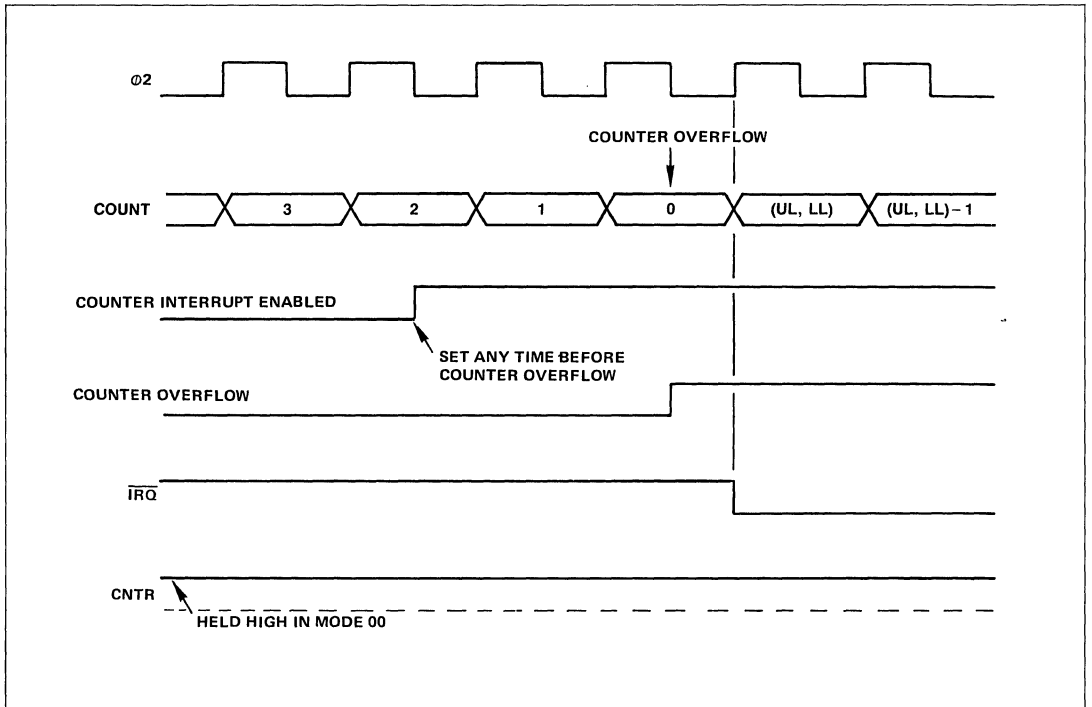 ∅2
COUNTER OVERFLOW
COUNT
3
2
1
0
(UL, LL)
(UL, LL) – 1
COUNTER INTERRUPT ENABLED
SET ANY TIME BEFORE
COUNTER OVERFLOW
COUNTER OVERFLOW
IRQ
CNTR
HELD HIGH IN MODE 00